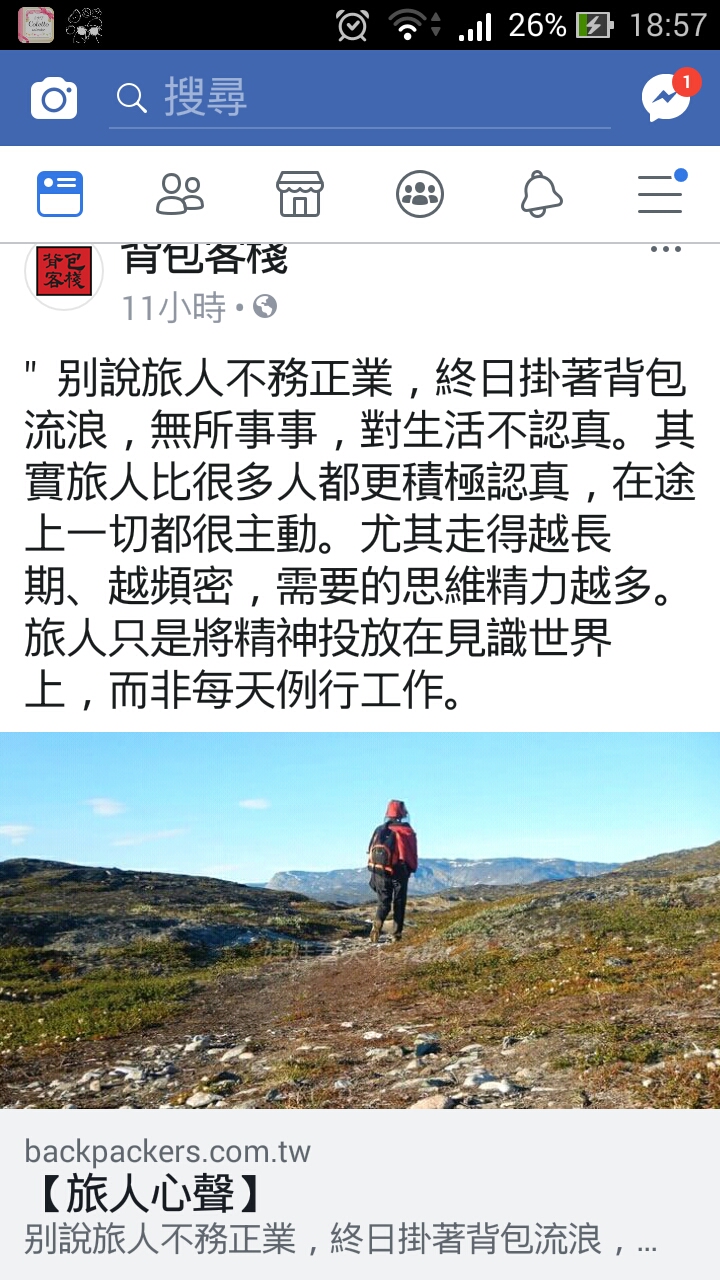 26% 18:57
搜尋
1
背包客棧
背包客棧
11小時 •
" 别說旅人不務正業，終日掛著背包
流浪，無所事事，對生活不認真。其
實旅人比很多人都更積極認真，在途
上一切都很主動。尤其走得越長
期、越頻密，需要的思維精力越多。
旅人只是將精神投放在見識世界
上，而非每天例行工作。
backpackers.com.tw
【旅人心聲】
别說旅人不務正業，終日掛著背包流浪，...